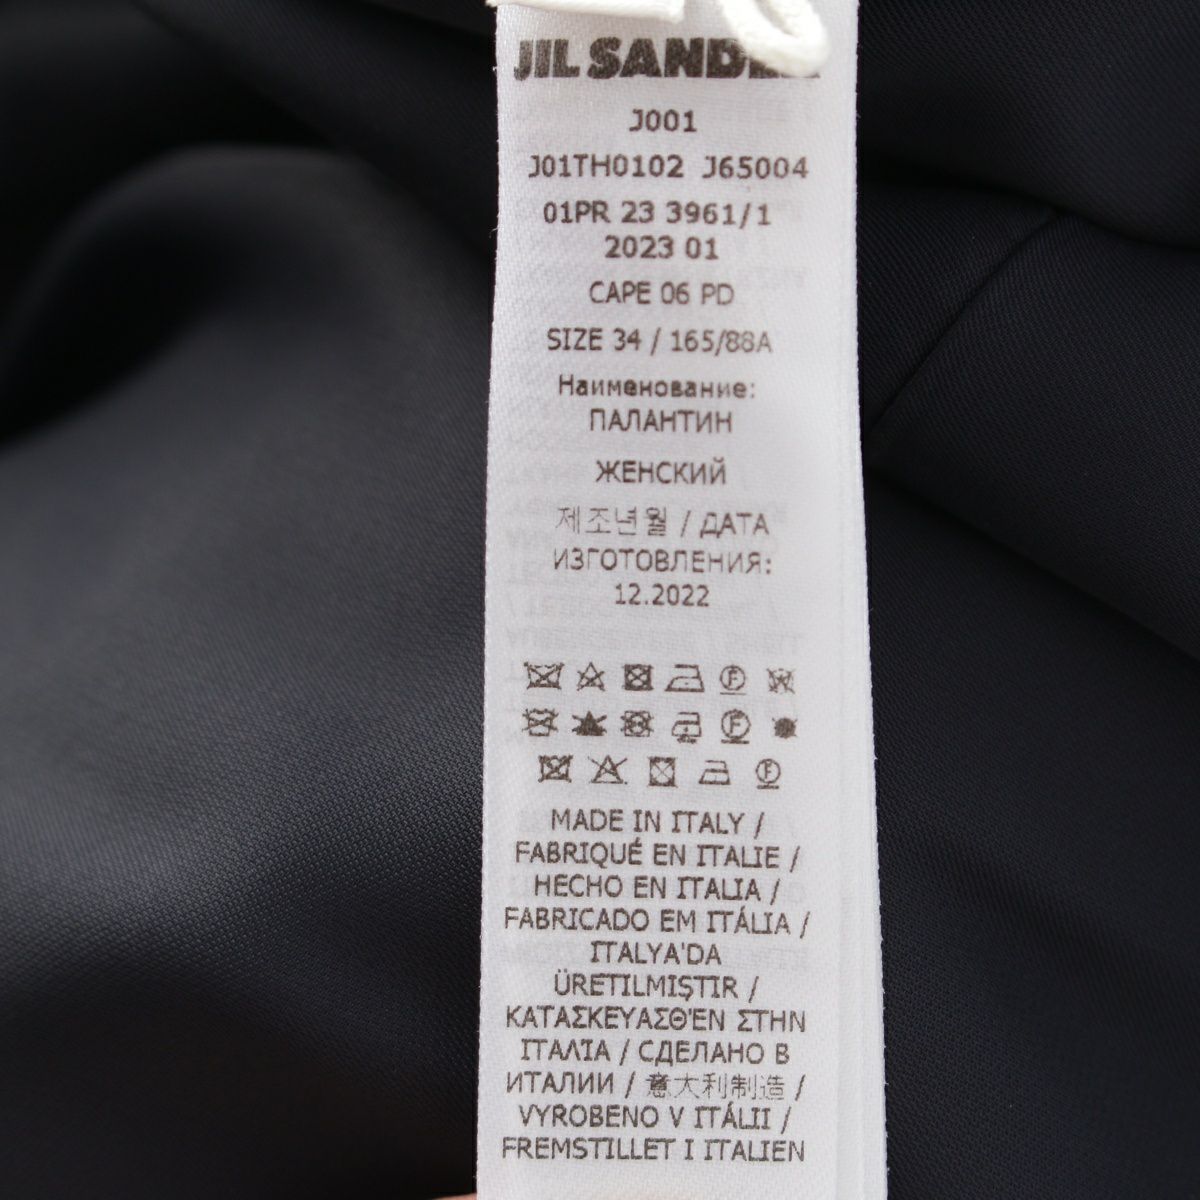 JIL SANDER
J001
J01TH0102 J65004
01PR 23 3961/1
2023 01
CAPE 06 PD
SIZE 34 / 165/88A
Наименование:
ПАЛАНТИН
ЖЕНСКИЙ
제조년월 / ДАТА
ИЗГОТОВЛЕНИЯ:
12.2022
MADE IN ITALY /
FABRIQUÉ EN ITALIE /
HECHO EN ITALIA /
FABRICADO EM ITÁLIA /
ITALYA'DA
ÜRETILMIŞTIR /
ΚΑΤΑΣΚΕΥΑΣΘΈΝ ΣΤΗΝ
ΙΤΑΛΊΑ / СДЕЛАНО В
ИТАЛИИ / 意大利制造 /
VYROBENO V ITÁLII /
FREMSTILLET I ITALIEN